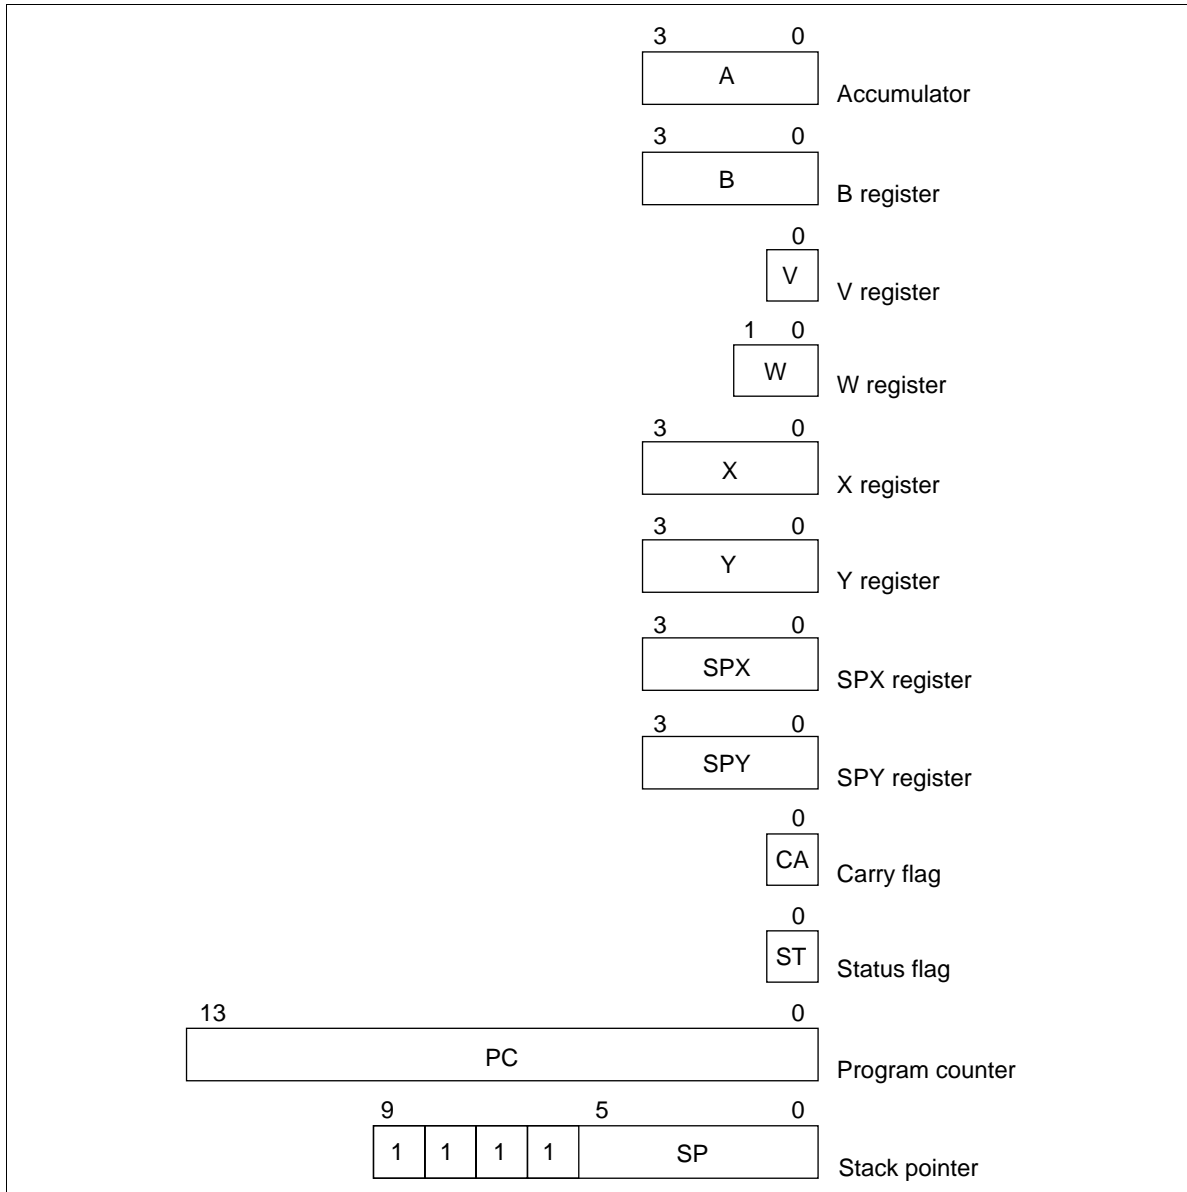 3 0
A
Accumulator
3 0
B
B register
0
V
V register
1 0
W
W register
3 0
X
X register
3 0
Y
Y register
3 0
SPX
SPX register
3 0
SPY
SPY register
0
CA
Carry flag
0
ST
Status flag
13 0
PC
Program counter
9 5 0
1 1 1 1 SP
Stack pointer